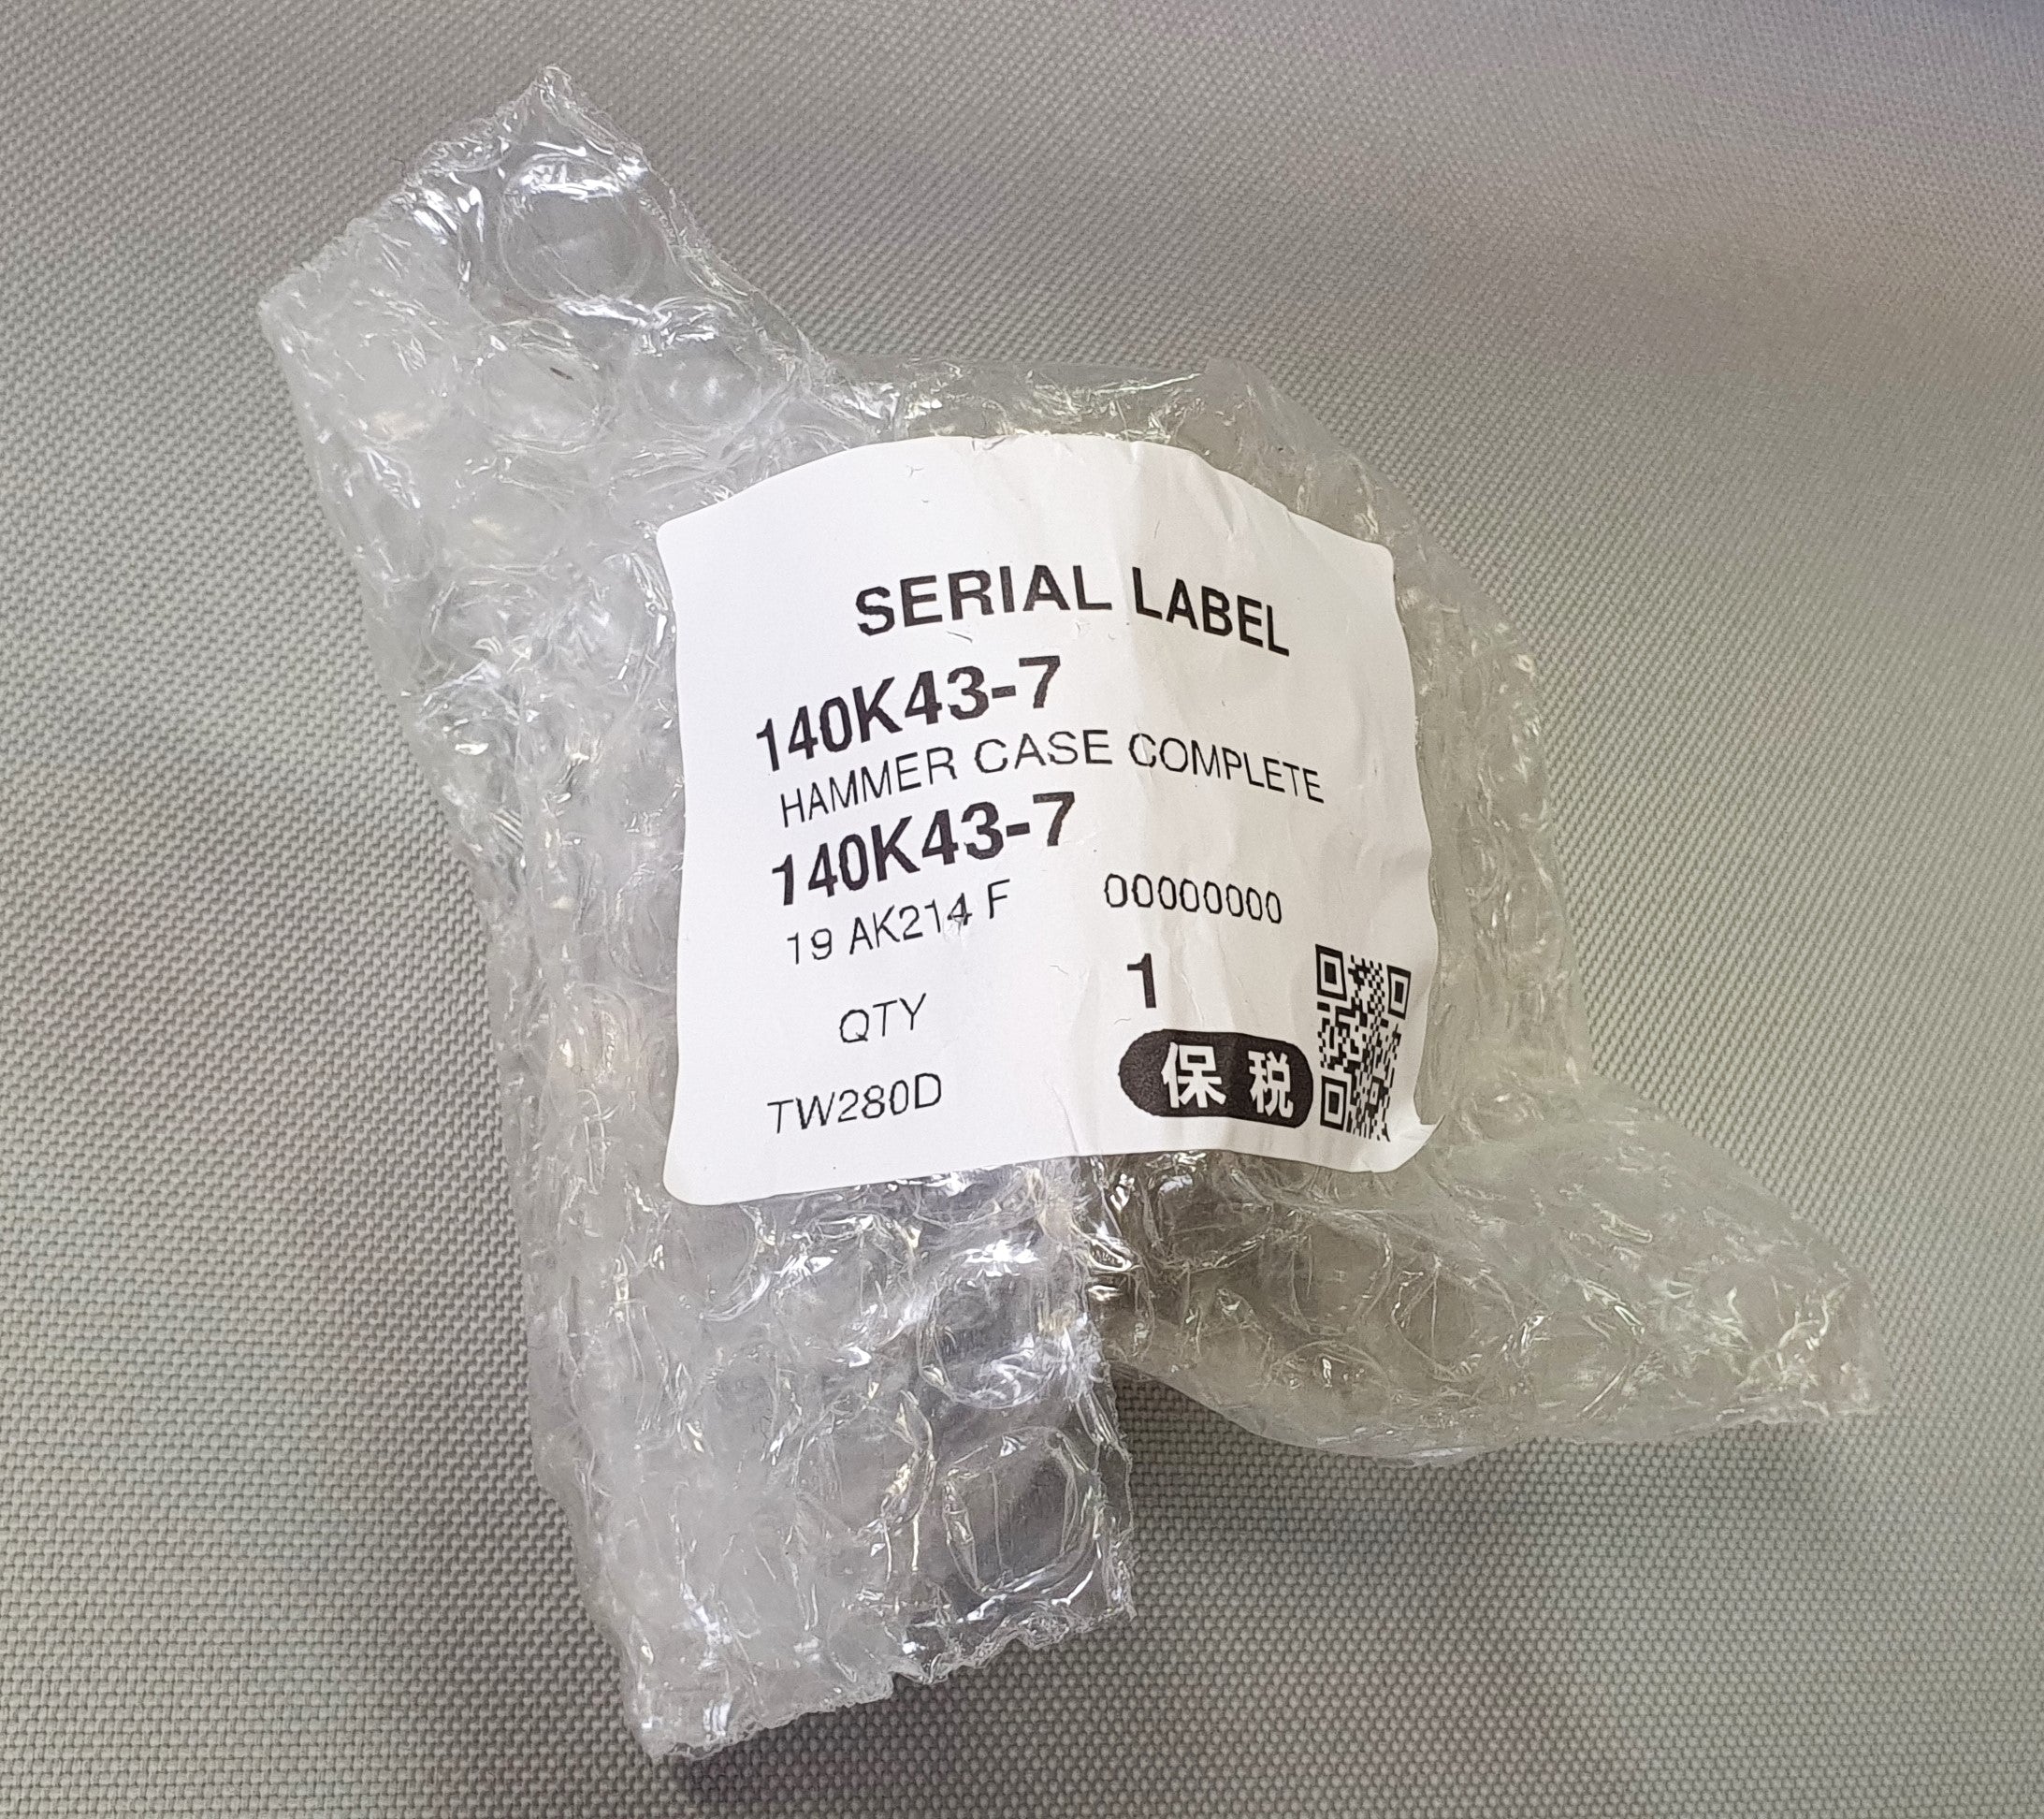 SERIAL LABEL
140K43-7
HAMMER CASE COMPLETE
140K43-7
19 AK214 F 00000000
QTY 1
TW280D 保税